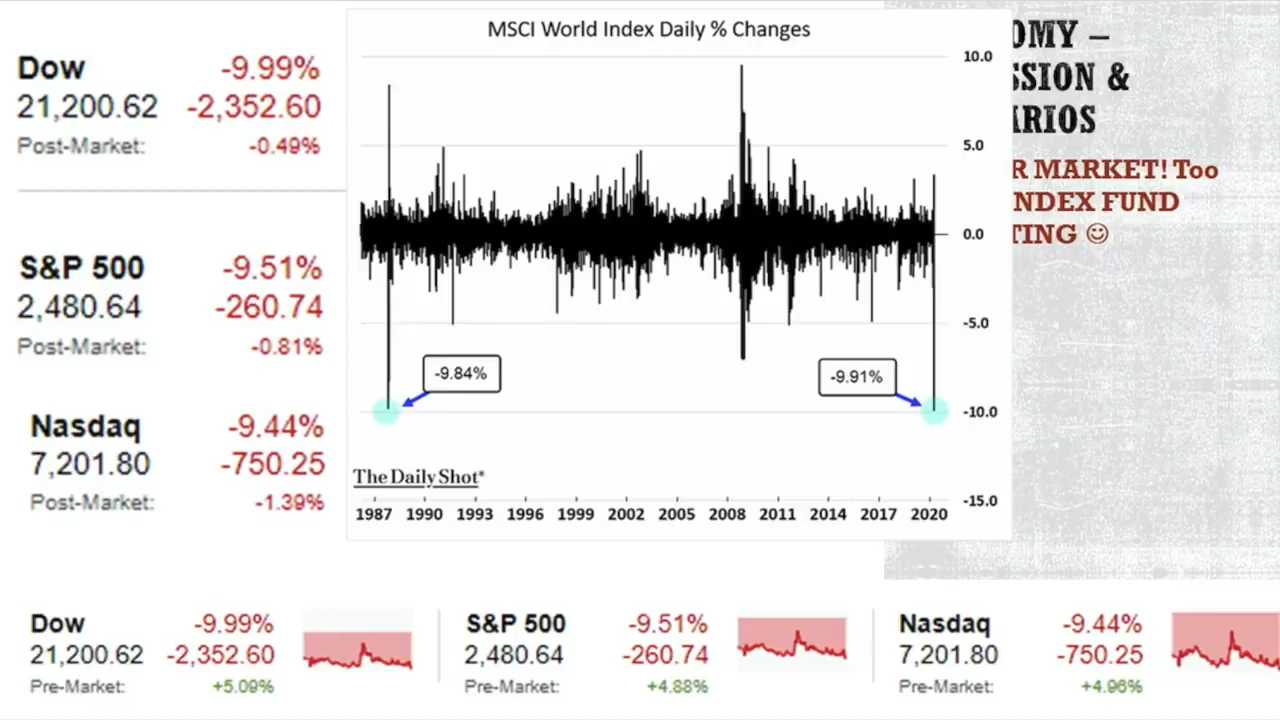 Dow -9.99%
21,200.62 -2,352.60
Post-Market: -0.49%
S&P 500 -9.51%
2,480.64 -260.74
Post-Market: -0.81%
Nasdaq -9.44%
7,201.80 -750.25
Post-Market: -1.39%
MSCI World Index Daily % Changes
10.0
5.0
0.0
-5.0
-10.0
-15.0
-9.84%
-9.91%
The Daily Shot*
1987 1990 1993 1996 1999 2002 2005 2008 2011 2014 2017 2020
OMY –
SSION &
ARIOS
R MARKET! Too
NDEX FUND
TING ☺
Dow -9.99%
21,200.62 -2,352.60
Pre-Market: +5.09%
S&P 500 -9.51%
2,480.64 -260.74
Pre-Market: +4.88%
Nasdaq -9.44%
7,201.80 -750.25
Pre-Market: +4.96%